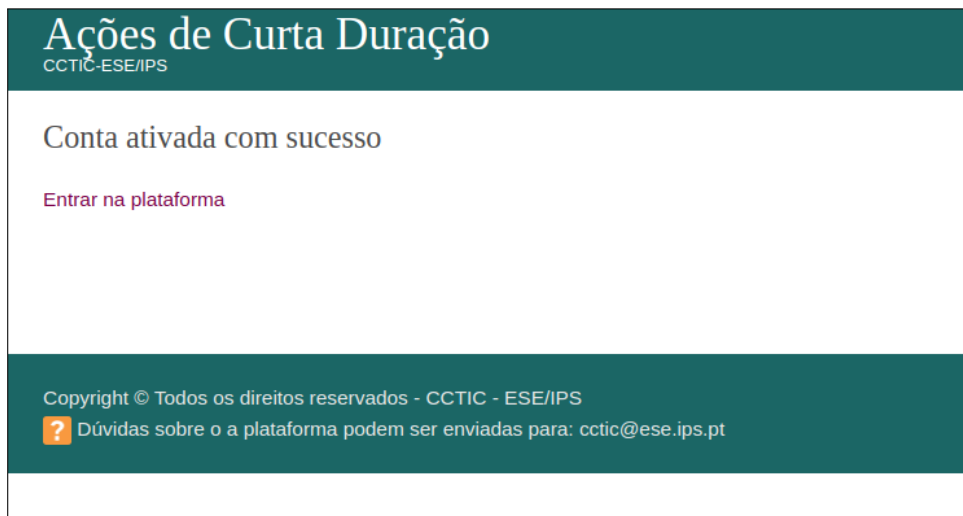 Ações de Curta Duração
CCTIC-ESE/IPS
Conta ativada com sucesso
Entrar na plataforma
Copyright © Todos os direitos reservados - CCTIC - ESE/IPS
? Dúvidas sobre o a plataforma podem ser enviadas para: cctic@ese.ips.pt